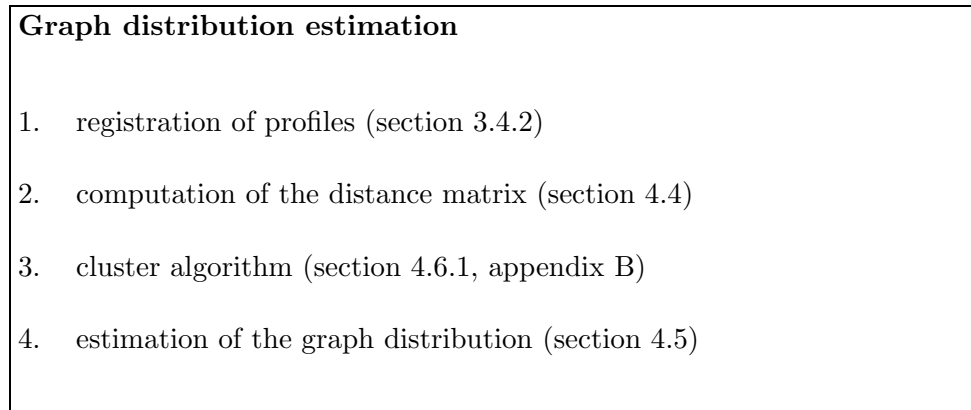 Graph distribution estimation
1. registration of profiles (section 3.4.2)
2. computation of the distance matrix (section 4.4)
3. cluster algorithm (section 4.6.1, appendix B)
4. estimation of the graph distribution (section 4.5)